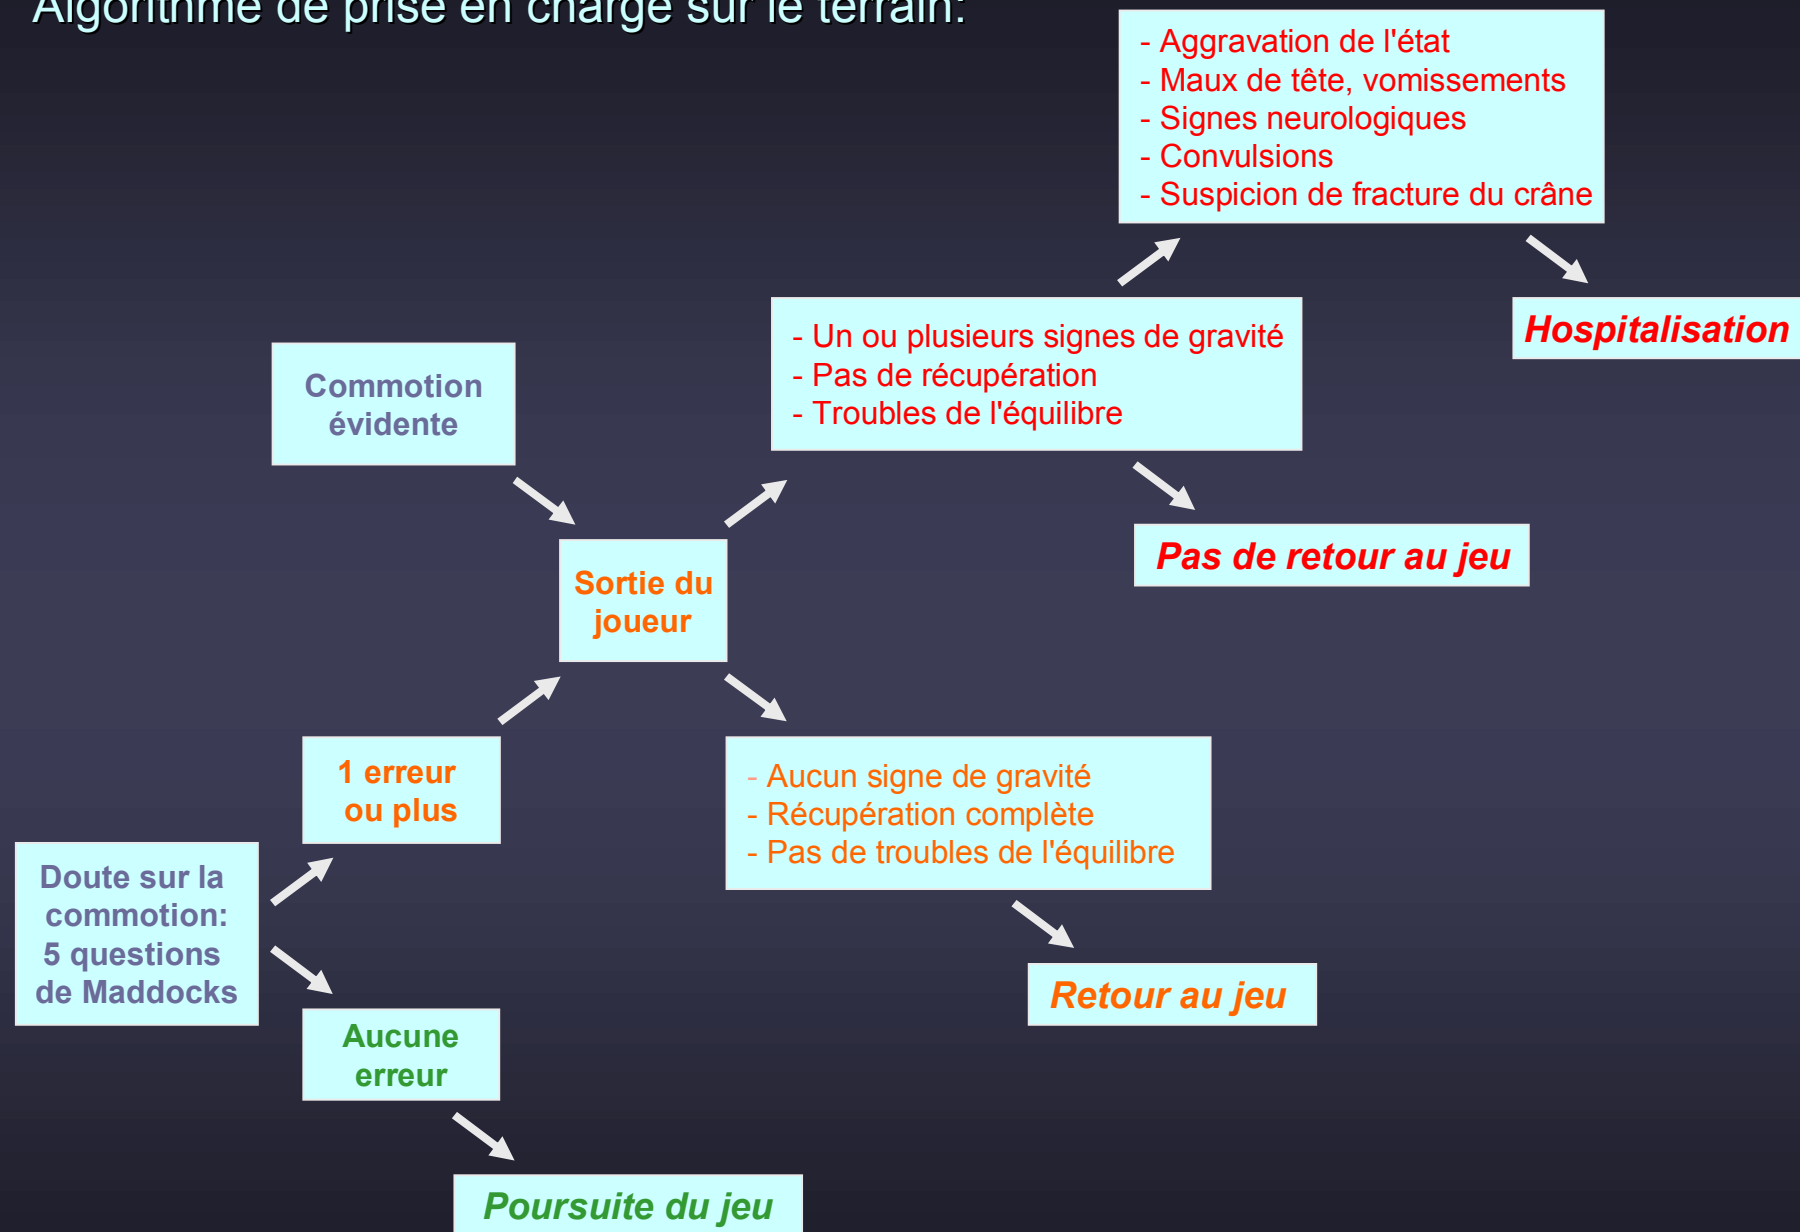 Algorithme de prise en charge sur le terrain:
- Aggravation de l'état
- Maux de tête, vomissements
- Signes neurologiques
- Convulsions
- Suspicion de fracture du crâne
Hospitalisation
- Un ou plusieurs signes de gravité
- Pas de récupération
- Troubles de l'équilibre
Commotion
évidente
Pas de retour au jeu
Sortie du
joueur
1 erreur
ou plus
- Aucun signe de gravité
- Récupération complète
- Pas de troubles de l'équilibre
Doute sur la
commotion:
5 questions
de Maddocks
Retour au jeu
Aucune
erreur
Poursuite du jeu